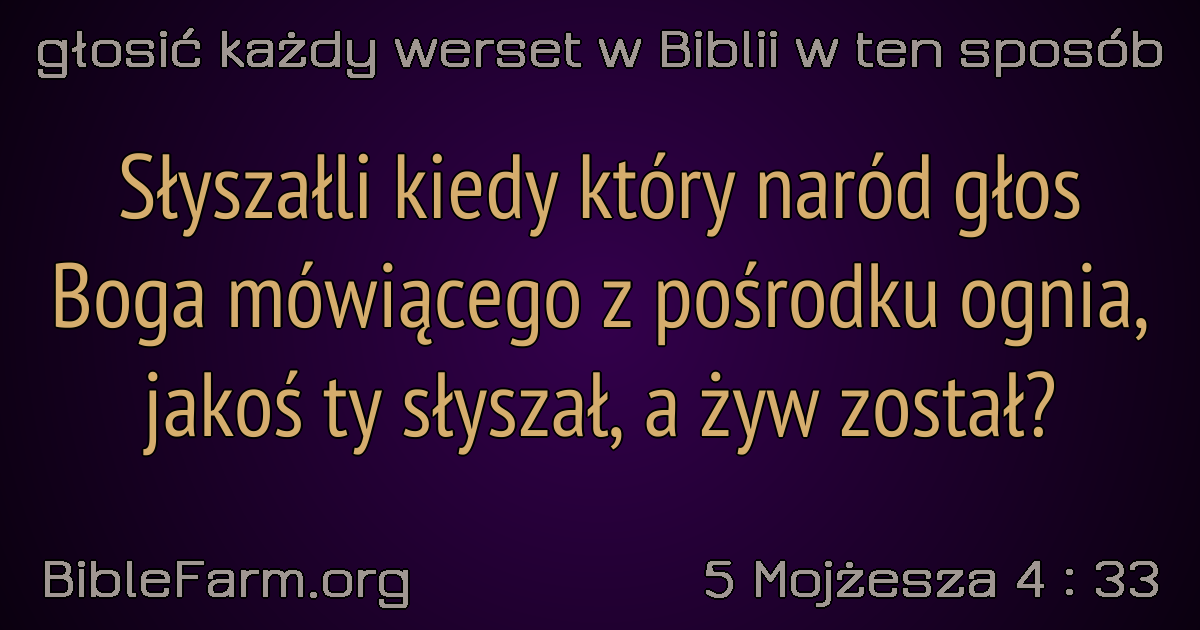 głosić każdy werset w Biblii w ten sposób
Słyszałli kiedy który naród głos
Boga mówiącego z pośrodku ognia,
jakoś ty słyszał, a żyw został?
BibleFarm.org
5 Mojżesza 4 : 33